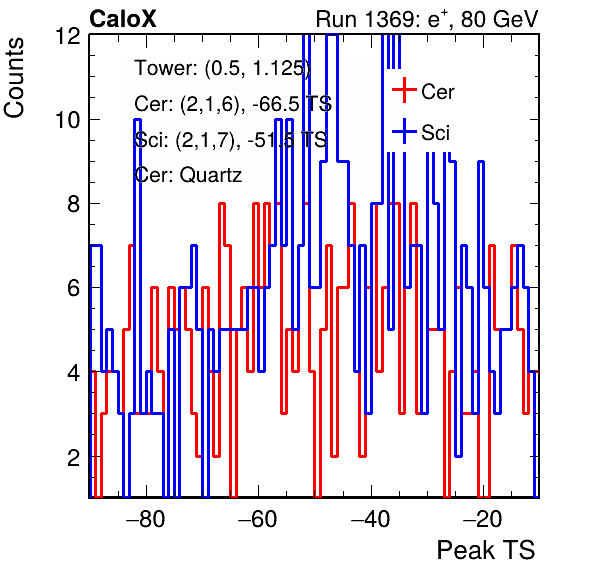 CaloX Run 1369: e+, 80 GeV
Counts
12
10
8
6
4
2
Tower: (0.5, 1.125)
Cer: (2,1,6), -66.5 TS
Sci: (2,1,7), -51.5 TS
Cer: Quartz
Cer
Sci
−80 −60 −40 −20
Peak TS